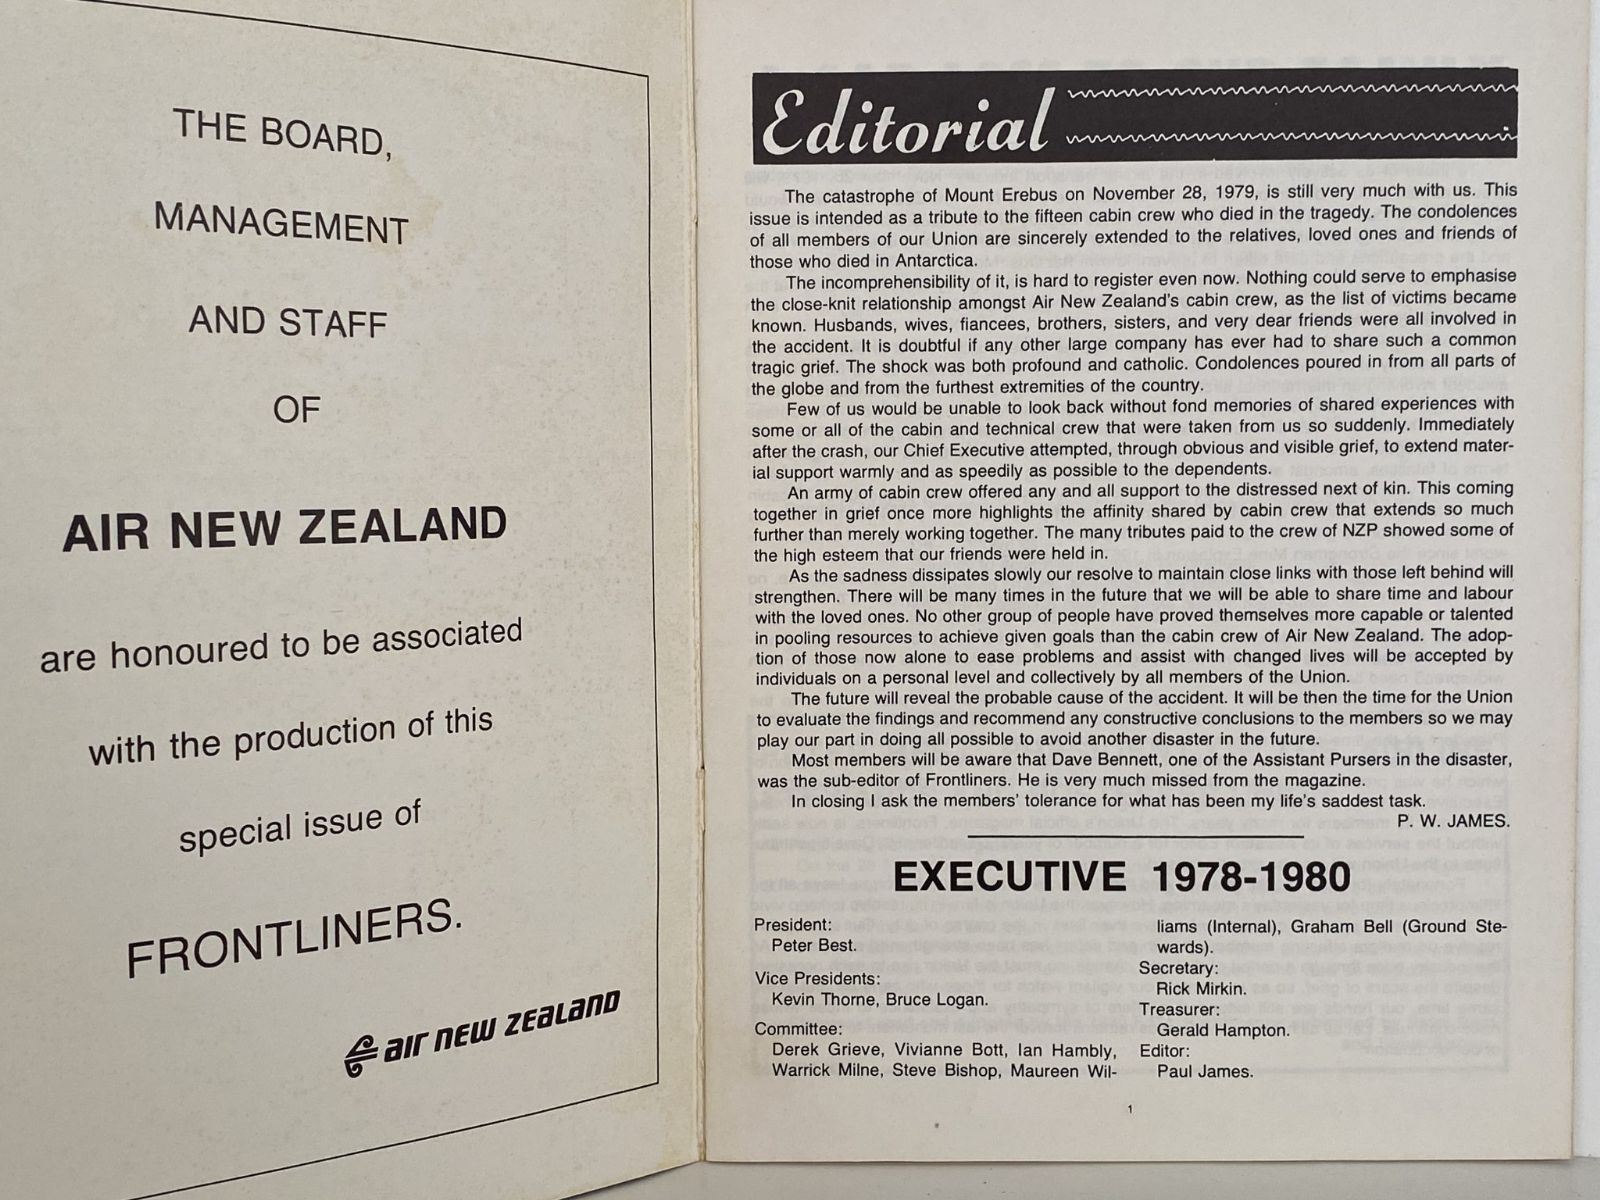 THE BOARD,
MANAGEMENT
AND STAFF
OF
AIR NEW ZEALAND
are honoured to be associated
with the production of this
special issue of
FRONTLINERS.
air new zealand
Editorial
The catastrophe of Mount Erebus on November 28, 1979, is still very much with us. This
issue is intended as a tribute to the fifteen cabin crew who died in the tragedy. The condolences
of all members of our Union are sincerely extended to the relatives, loved ones and friends of
those who died in Antarctica.
The incomprehensibility of it, is hard to register even now. Nothing could serve to emphasise
the close-knit relationship amongst Air New Zealand's cabin crew, as the list of victims became
known. Husbands, wives, fiancees, brothers, sisters, and very dear friends were all involved in
the accident. It is doubtful if any other large company has ever had to share such a common
tragic grief. The shock was both profound and catholic. Condolences poured in from all parts of
the globe and from the furthest extremities of the country.
Few of us would be unable to look back without fond memories of shared experiences with
some or all of the cabin and technical crew that were taken from us so suddenly. Immediately
after the crash, our Chief Executive attempted, through obvious and visible grief, to extend mater-
ial support warmly and as speedily as possible to the dependents.
An army of cabin crew offered any and all support to the distressed next of kin. This coming
together in grief once more highlights the affinity shared by cabin crew that extends so much
further than merely working together. The many tributes paid to the crew of NZP showed some of
the high esteem that our friends were held in.
As the sadness dissipates slowly our resolve to maintain close links with those left behind will
strengthen. There will be many times in the future that we will be able to share time and labour
with the loved ones. No other group of people have proved themselves more capable or talented
in pooling resources to achieve given goals than the cabin crew of Air New Zealand. The adop-
tion of those now alone to ease problems and assist with changed lives will be accepted by
individuals on a personal level and collectively by all members of the Union.
The future will reveal the probable cause of the accident. It will be then the time for the Union
to evaluate the findings and recommend any constructive conclusions to the members so we may
play our part in doing all possible to avoid another disaster in the future.
Most members will be aware that Dave Bennett, one of the Assistant Pursers in the disaster,
was the sub-editor of Frontliners. He is very much missed from the magazine.
In closing I ask the members' tolerance for what has been my life's saddest task.
P. W. JAMES.
EXECUTIVE 1978-1980
President:
Peter Best.
Vice Presidents:
Kevin Thorne, Bruce Logan.
Committee:
Derek Grieve, Vivianne Bott, Ian Hambly,
Warrick Milne, Steve Bishop, Maureen Wil-
liams (Internal), Graham Bell (Ground Ste-
wards).
Secretary:
Rick Mirkin.
Treasurer:
Gerald Hampton.
Editor:
Paul James.
1